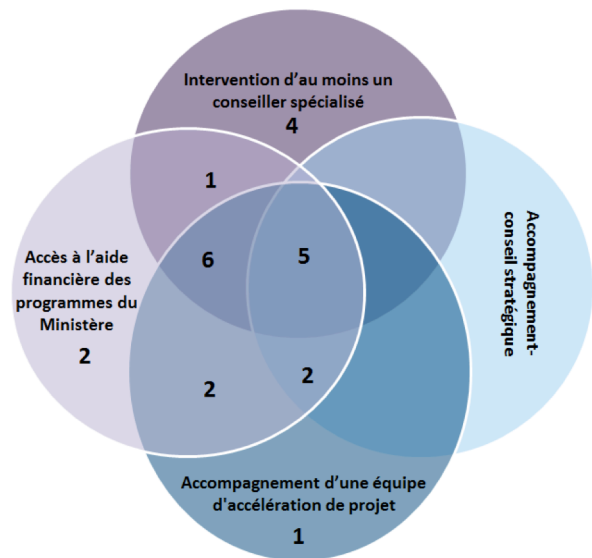 Intervention d'au moins un
conseiller spécialisé
4
1
Accès à l'aide
financière des
programmes du
Ministère
2
6
5
Accompagnement-
conseil stratégique
2
2
Accompagnement d'une équipe
d'accélération de projet
1